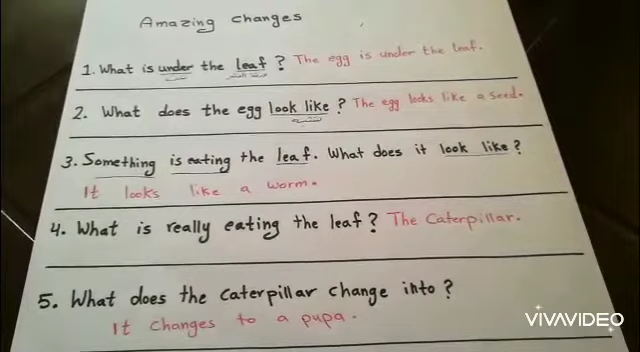 Amazing changes
1. What is under the leaf? The egg is under the leaf.
2. What does the egg look like? The egg looks like a seed.
3. Something is eating the leaf. What does it look like?
It looks like a worm.
4. What is really eating the leaf? The Caterpillar.
5. What does the caterpillar change into?
It changes to a pupa.
VIVAVIDEO